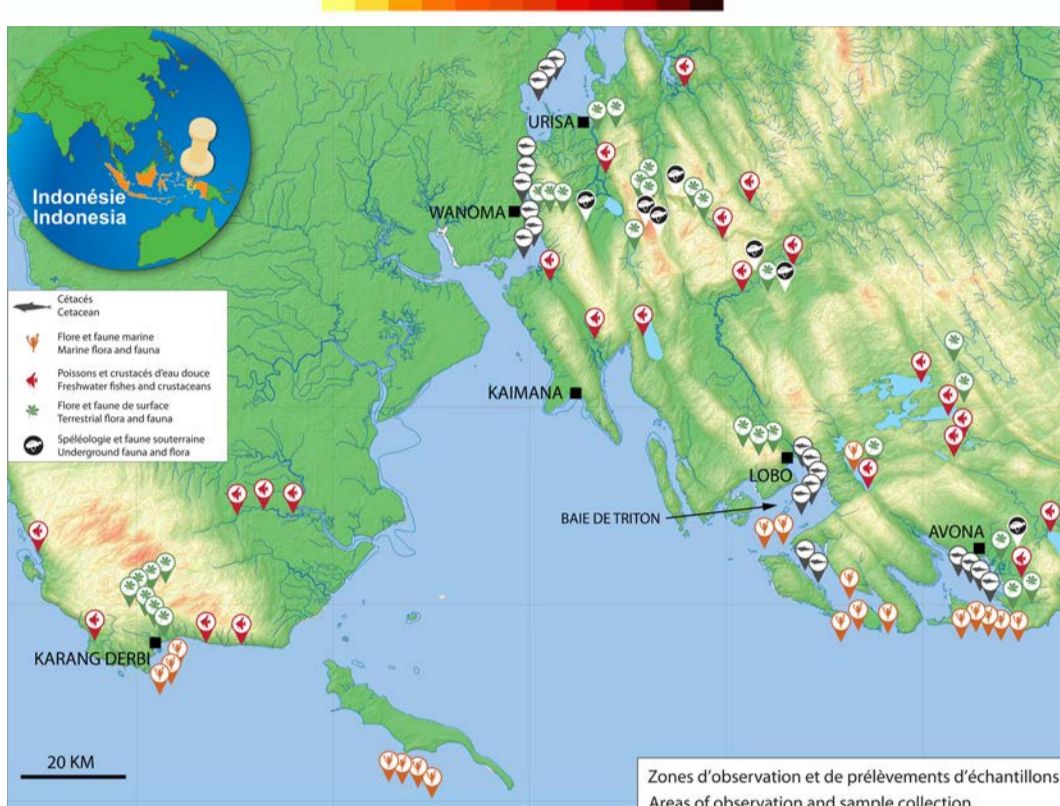 Indonésie
Indonesia
URISA
WANOMA
Cétacés
Cetacean
Flore et faune marine
Marine flora and fauna
Poissons et crustacés d'eau douce
Freshwater fishes and crustaceans
Flore et faune de surface
Terrestrial flora and fauna
Spéléologie et faune souterraine
Underground fauna and flora
KAIMANA
LOBO
BAIE DE TRITON
AVONA
KARANG DERBI
20 KM
Zones d'observation et de prélèvements d'échantillons
Areas of observation and sample collection